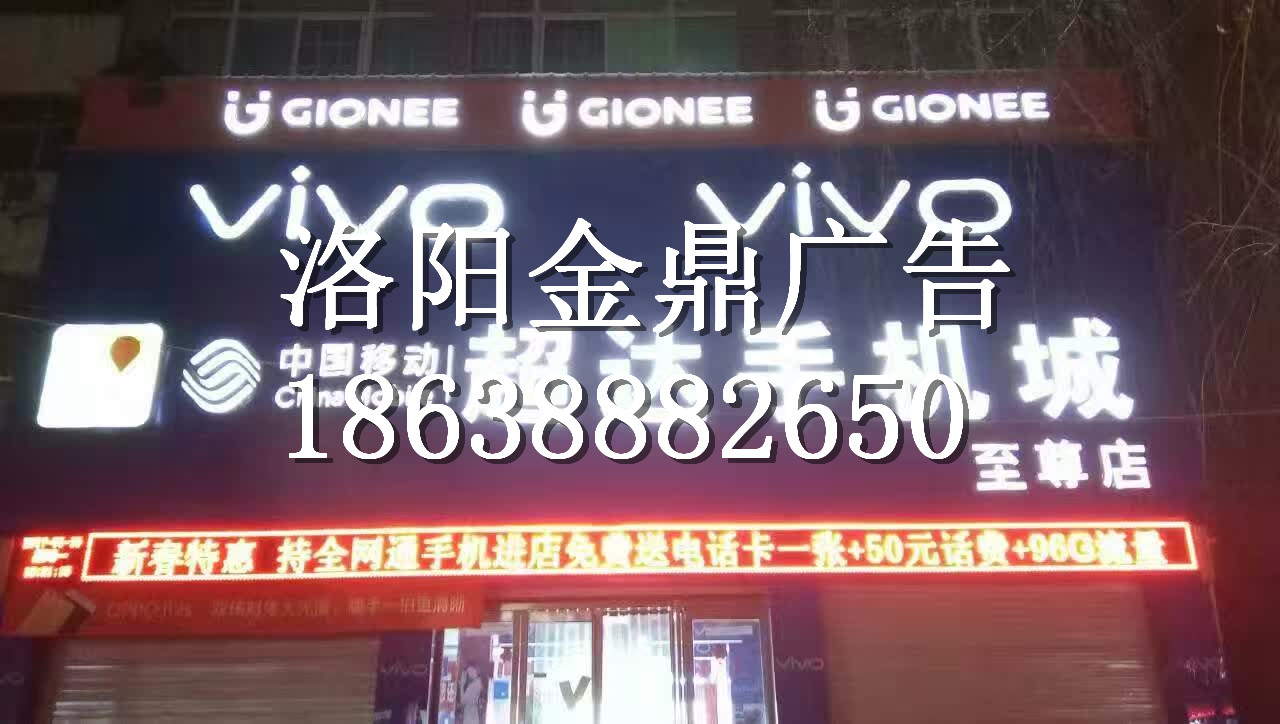 GIONEE GIONEE GIONEE
vivo vivo
洛阳金鼎广告
中国移动
China Mobile
超达手机城
18638882650
至尊店
新春特惠 持全网通手机进店免费送电话卡一张+50元话费+96G流量
vivo
vivo